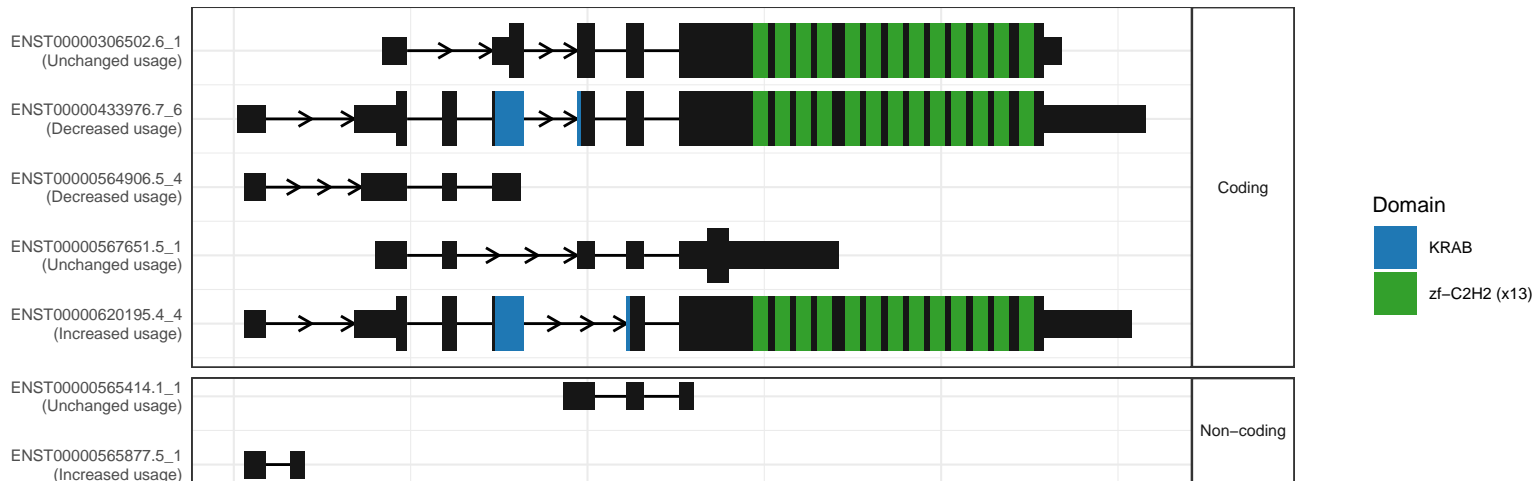 ENST00000306502.6_1
(Unchanged usage)
ENST00000433976.7_6
(Decreased usage)
ENST00000564906.5_4
(Decreased usage)
ENST00000567651.5_1
(Unchanged usage)
ENST00000620195.4_4
(Increased usage)
Coding
ENST00000565414.1_1
(Unchanged usage)
ENST00000565877.5_1
(Increased usage)
Non−coding
Domain
KRAB
zf−C2H2 (x13)